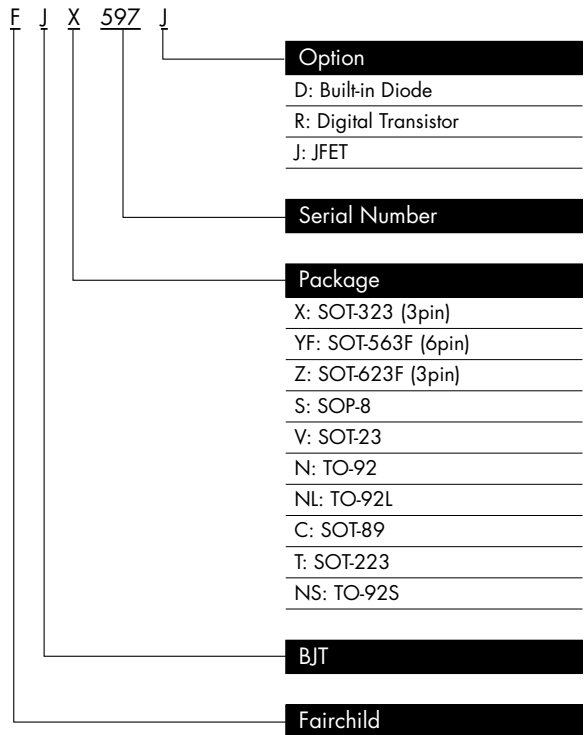 F J X 597 J
Option
D: Built-in Diode
R: Digital Transistor
J: JFET
Serial Number
Package
X: SOT-323 (3pin)
YF: SOT-563F (6pin)
Z: SOT-623F (3pin)
S: SOP-8
V: SOT-23
N: TO-92
NL: TO-92L
C: SOT-89
T: SOT-223
NS: TO-92S
BJT
Fairchild